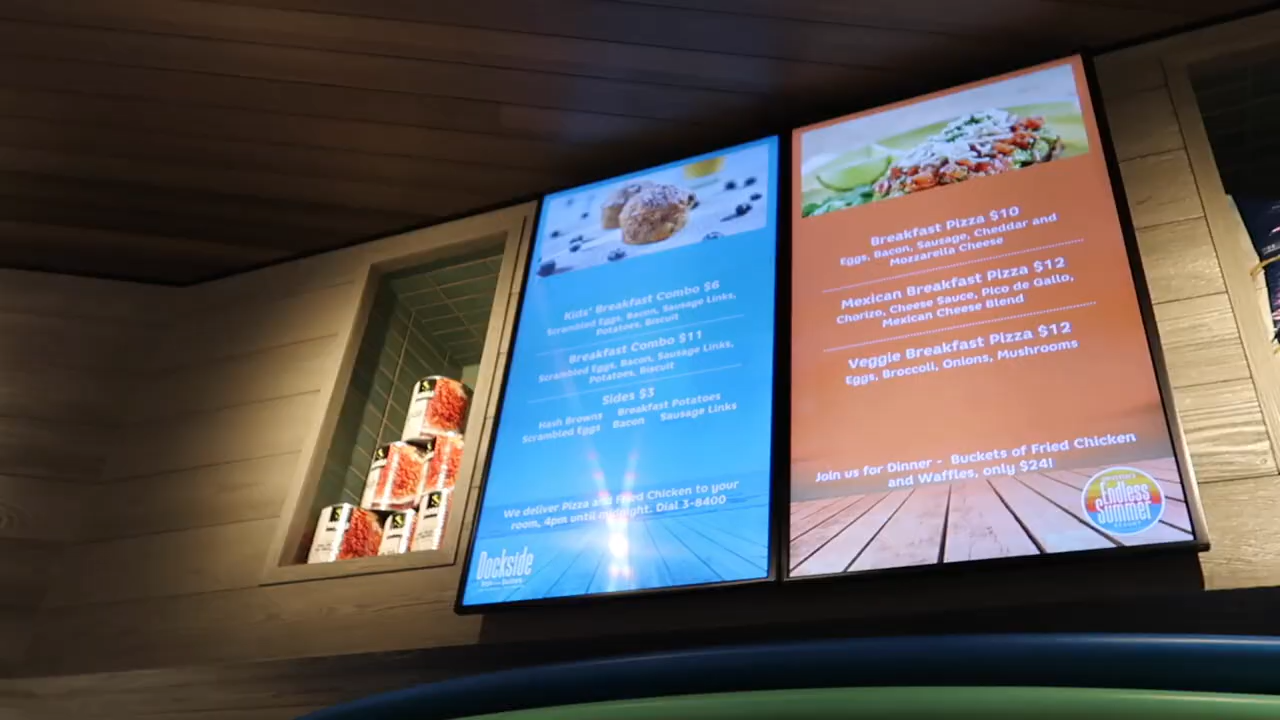 Kids' Breakfast Combo $6
Scrambled Eggs, Bacon, Sausage Links,
Potatoes, Biscuit
Breakfast Combo $11
Scrambled Eggs, Bacon, Sausage Links,
Potatoes, Biscuit
Sides $3
Hash Browns Breakfast Potatoes
Scrambled Eggs Bacon Sausage Links
We deliver Pizza and Fried Chicken to your
room, 4pm until midnight. Dial 3-8400
Dockside
Breakfast Pizza $10
Eggs, Bacon, Sausage, Cheddar and
Mozzarella Cheese
Mexican Breakfast Pizza $12
Chorizo, Cheese Sauce, Pico de Gallo,
Mexican Cheese Blend
Veggie Breakfast Pizza $12
Eggs, Broccoli, Onions, Mushrooms
Join us for Dinner - Buckets of Fried Chicken
and Waffles, only $24!
Endless
Summer
RESORT